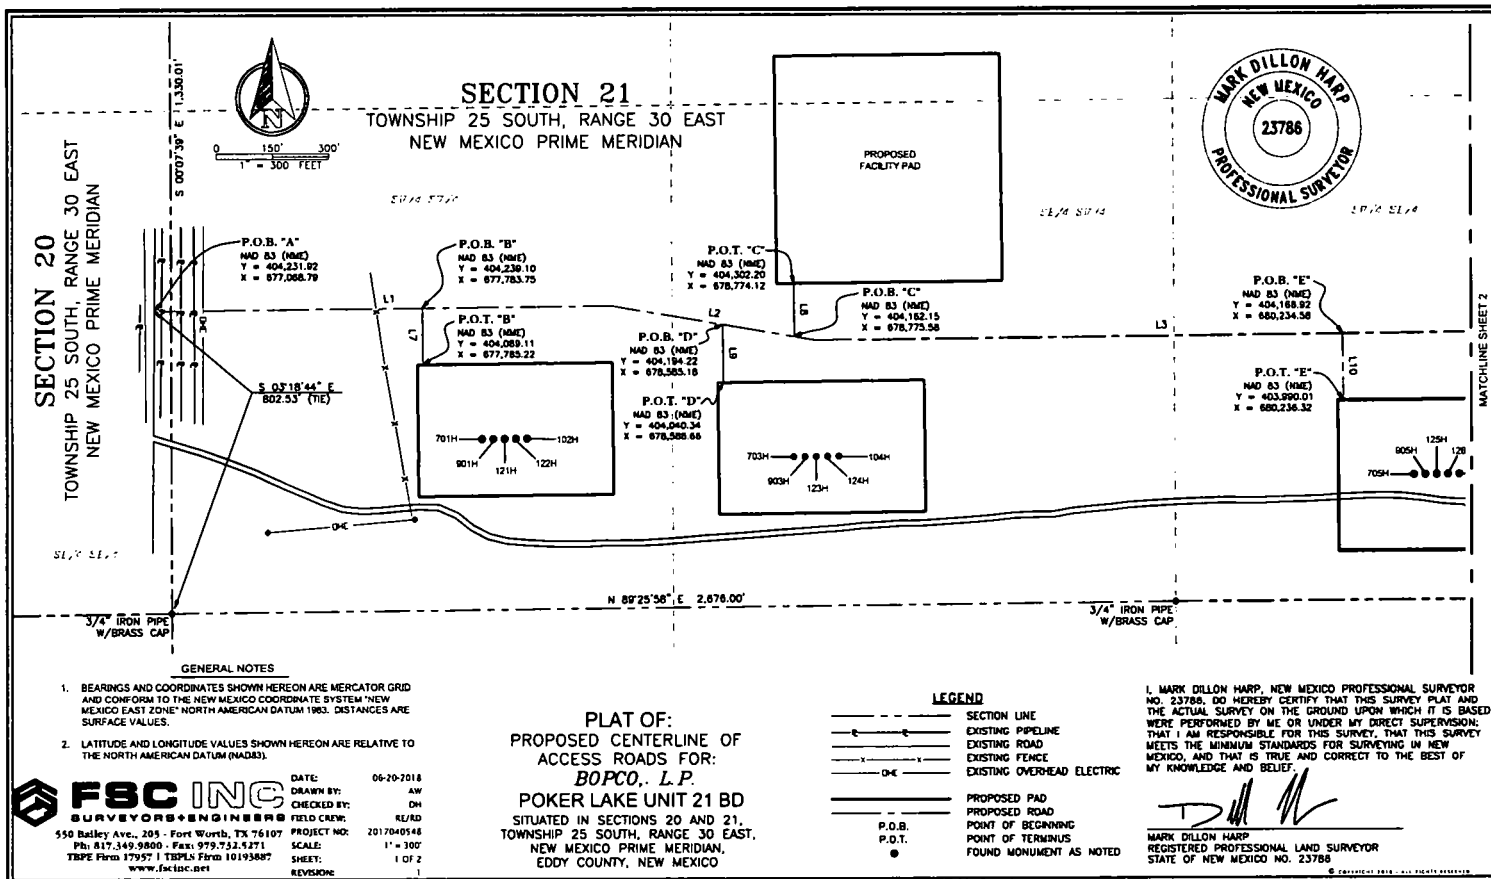 SECTION 21
TOWNSHIP 25 SOUTH, RANGE 30 EAST
NEW MEXICO PRIME MERIDIAN
N
0 150' 300'
1" = 300 FEET
S 00°07'39" E 1,330.01'
SECTION 20
TOWNSHIP 25 SOUTH, RANGE 30 EAST
NEW MEXICO PRIME MERIDIAN
MARK DILLON HARP
NEW MEXICO
23786
PROFESSIONAL SURVEYOR
PROPOSED
FACILITY PAD
SE/4 SW/4
P.O.B. "A"
NAD 83 (NME)
Y = 404,231.92
X = 677,068.79
P.O.B. "B"
NAD 83 (NME)
Y = 404,239.10
X = 677,783.75
P.O.T. "B"
NAD 83 (NME)
Y = 404,089.11
X = 677,785.22
P.O.T. "C"
NAD 83 (NME)
Y = 404,302.20
X = 678,774.12
P.O.B. "C"
NAD 83 (NME)
Y = 404,162.15
X = 678,775.58
P.O.B. "D"
NAD 83 (NME)
Y = 404,194.22
X = 678,585.18
P.O.T. "D"
NAD 83 (NME)
Y = 404,040.34
X = 678,586.66
P.O.B. "E"
NAD 83 (NME)
Y = 404,168.92
X = 680,234.58
P.O.T. "E"
NAD 83 (NME)
Y = 403,990.01
X = 680,236.32
L1
L2
L3
L7
L8
L9
L10
OHE
S 03°18'44" E
802.53' (TIE)
701H
102H
901H
121H
122H
703H
104H
903H
123H
124H
125H
905H
705H
OHE
SE/4 SE/4
MATCHLINE SHEET 2
N 89°25'58" E 2,676.00'
3/4" IRON PIPE
W/BRASS CAP
3/4" IRON PIPE
W/BRASS CAP
GENERAL NOTES
1. BEARINGS AND COORDINATES SHOWN HEREON ARE MERCATOR GRID
AND CONFORM TO THE NEW MEXICO COORDINATE SYSTEM "NEW
MEXICO EAST ZONE" NORTH AMERICAN DATUM 1983. DISTANCES ARE
SURFACE VALUES.
2. LATITUDE AND LONGITUDE VALUES SHOWN HEREON ARE RELATIVE TO
THE NORTH AMERICAN DATUM (NAD83).
FSC INC
SURVEYORS+ENGINEERS
550 Bailey Ave., 205 - Fort Worth, TX 76107
Ph: 817.349.9800 - Fax: 979.732.5271
TBPE Firm 17957 | TBPLS Firm 10193887
www.fscinc.net
DATE: 06-20-2018
DRAWN BY: AW
CHECKED BY: DH
FIELD CREW: RE/RD
PROJECT NO: 2017040548
SCALE: 1" = 300'
SHEET: 1 OF 2
REVISION: 1
PLAT OF:
PROPOSED CENTERLINE OF
ACCESS ROADS FOR:
BOPCO,. L.P.
POKER LAKE UNIT 21 BD
SITUATED IN SECTIONS 20 AND 21,
TOWNSHIP 25 SOUTH, RANGE 30 EAST,
NEW MEXICO PRIME MERIDIAN,
EDDY COUNTY, NEW MEXICO
LEGEND
SECTION LINE
EXISTING PIPELINE
EXISTING ROAD
EXISTING FENCE
OHE EXISTING OVERHEAD ELECTRIC
PROPOSED PAD
PROPOSED ROAD
P.O.B. POINT OF BEGINNING
P.O.T. POINT OF TERMINUS
FOUND MONUMENT AS NOTED
I, MARK DILLON HARP, NEW MEXICO PROFESSIONAL SURVEYOR
NO. 23786, DO HEREBY CERTIFY THAT THIS SURVEY PLAT AND
THE ACTUAL SURVEY ON THE GROUND UPON WHICH IT IS BASED
WERE PERFORMED BY ME OR UNDER MY DIRECT SUPERVISION;
THAT I AM RESPONSIBLE FOR THIS SURVEY, THAT THIS SURVEY
MEETS THE MINIMUM STANDARDS FOR SURVEYING IN NEW
MEXICO, AND THAT IS TRUE AND CORRECT TO THE BEST OF
MY KNOWLEDGE AND BELIEF.
MARK DILLON HARP
REGISTERED PROFESSIONAL LAND SURVEYOR
STATE OF NEW MEXICO NO. 23786
© COPYRIGHT 2018 - ALL RIGHTS RESERVED